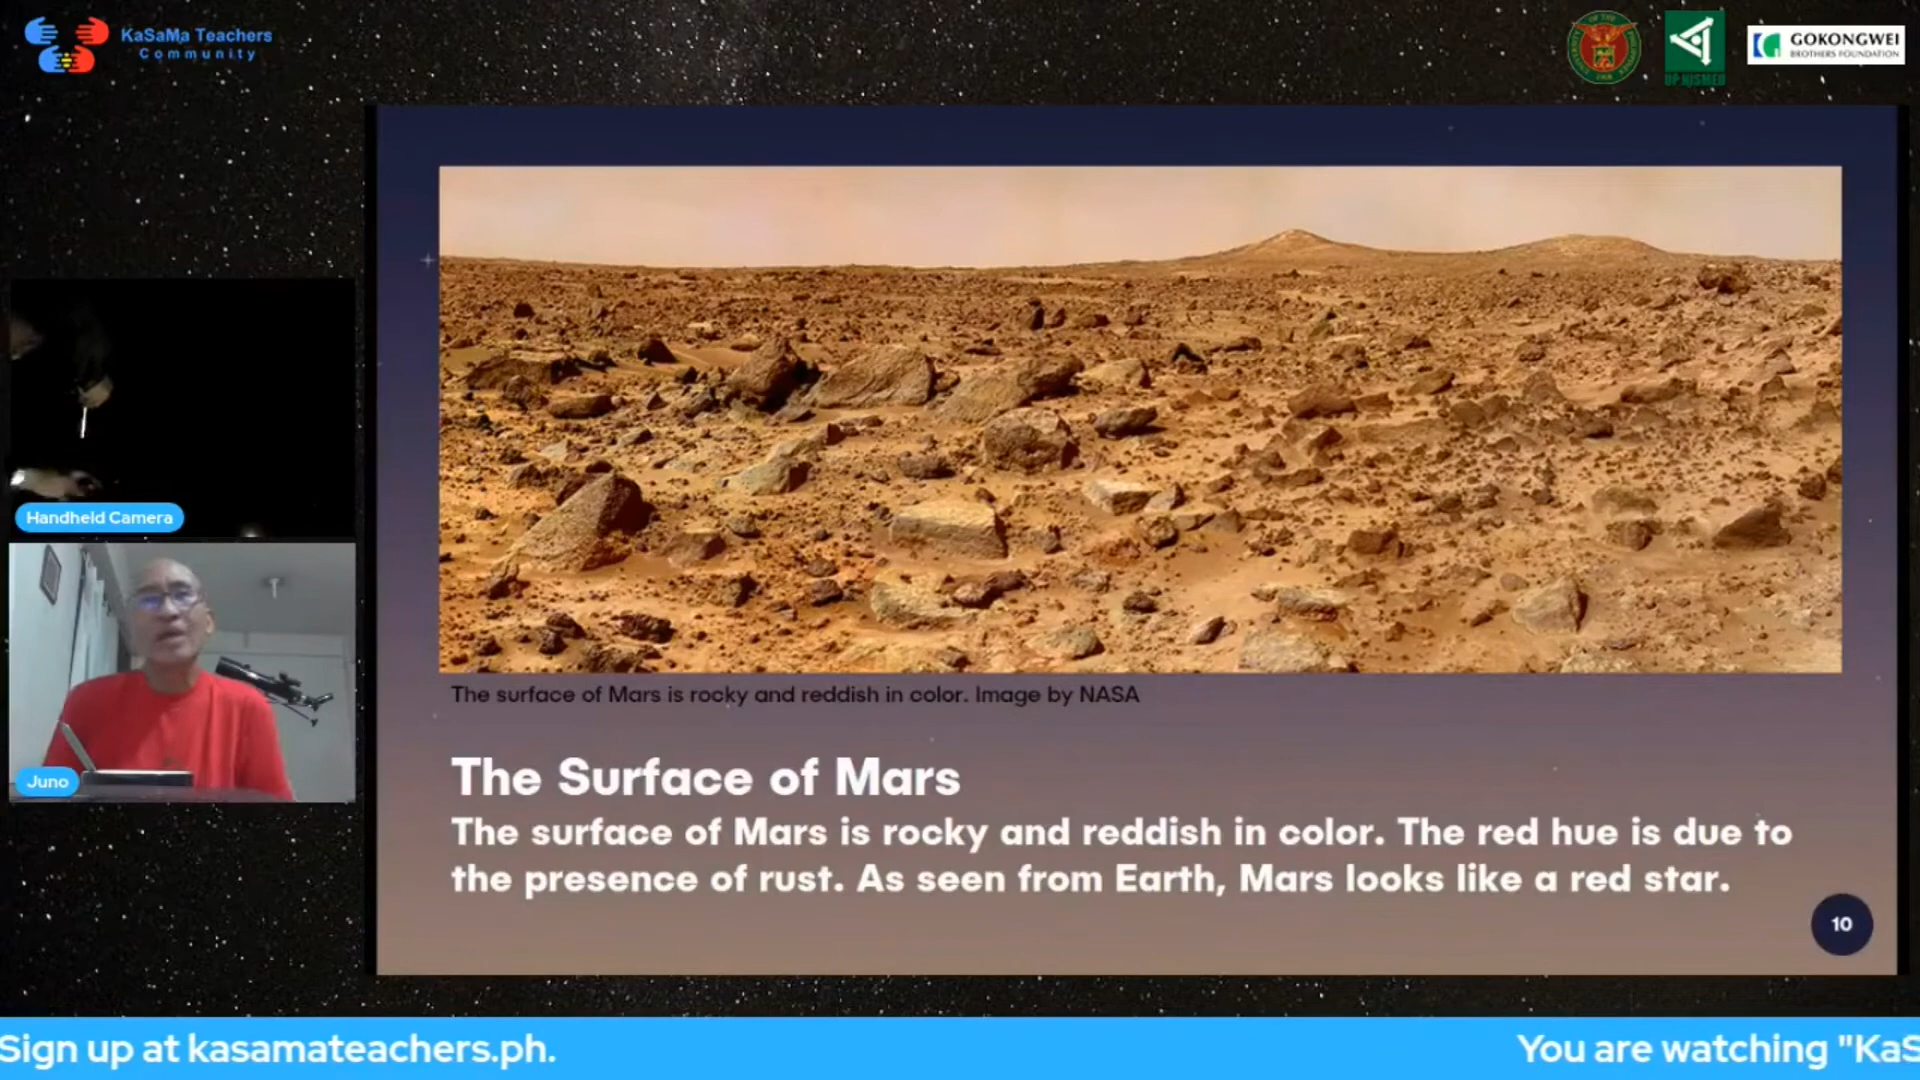 KaSaMa Teachers
Community
UP NISMED
GOKONGWEI
BROTHERS FOUNDATION
Handheld Camera
Juno
The surface of Mars is rocky and reddish in color. Image by NASA
The Surface of Mars
The surface of Mars is rocky and reddish in color. The red hue is due to
the presence of rust. As seen from Earth, Mars looks like a red star.
10
Sign up at kasamateachers.ph.
You are watching "KaS